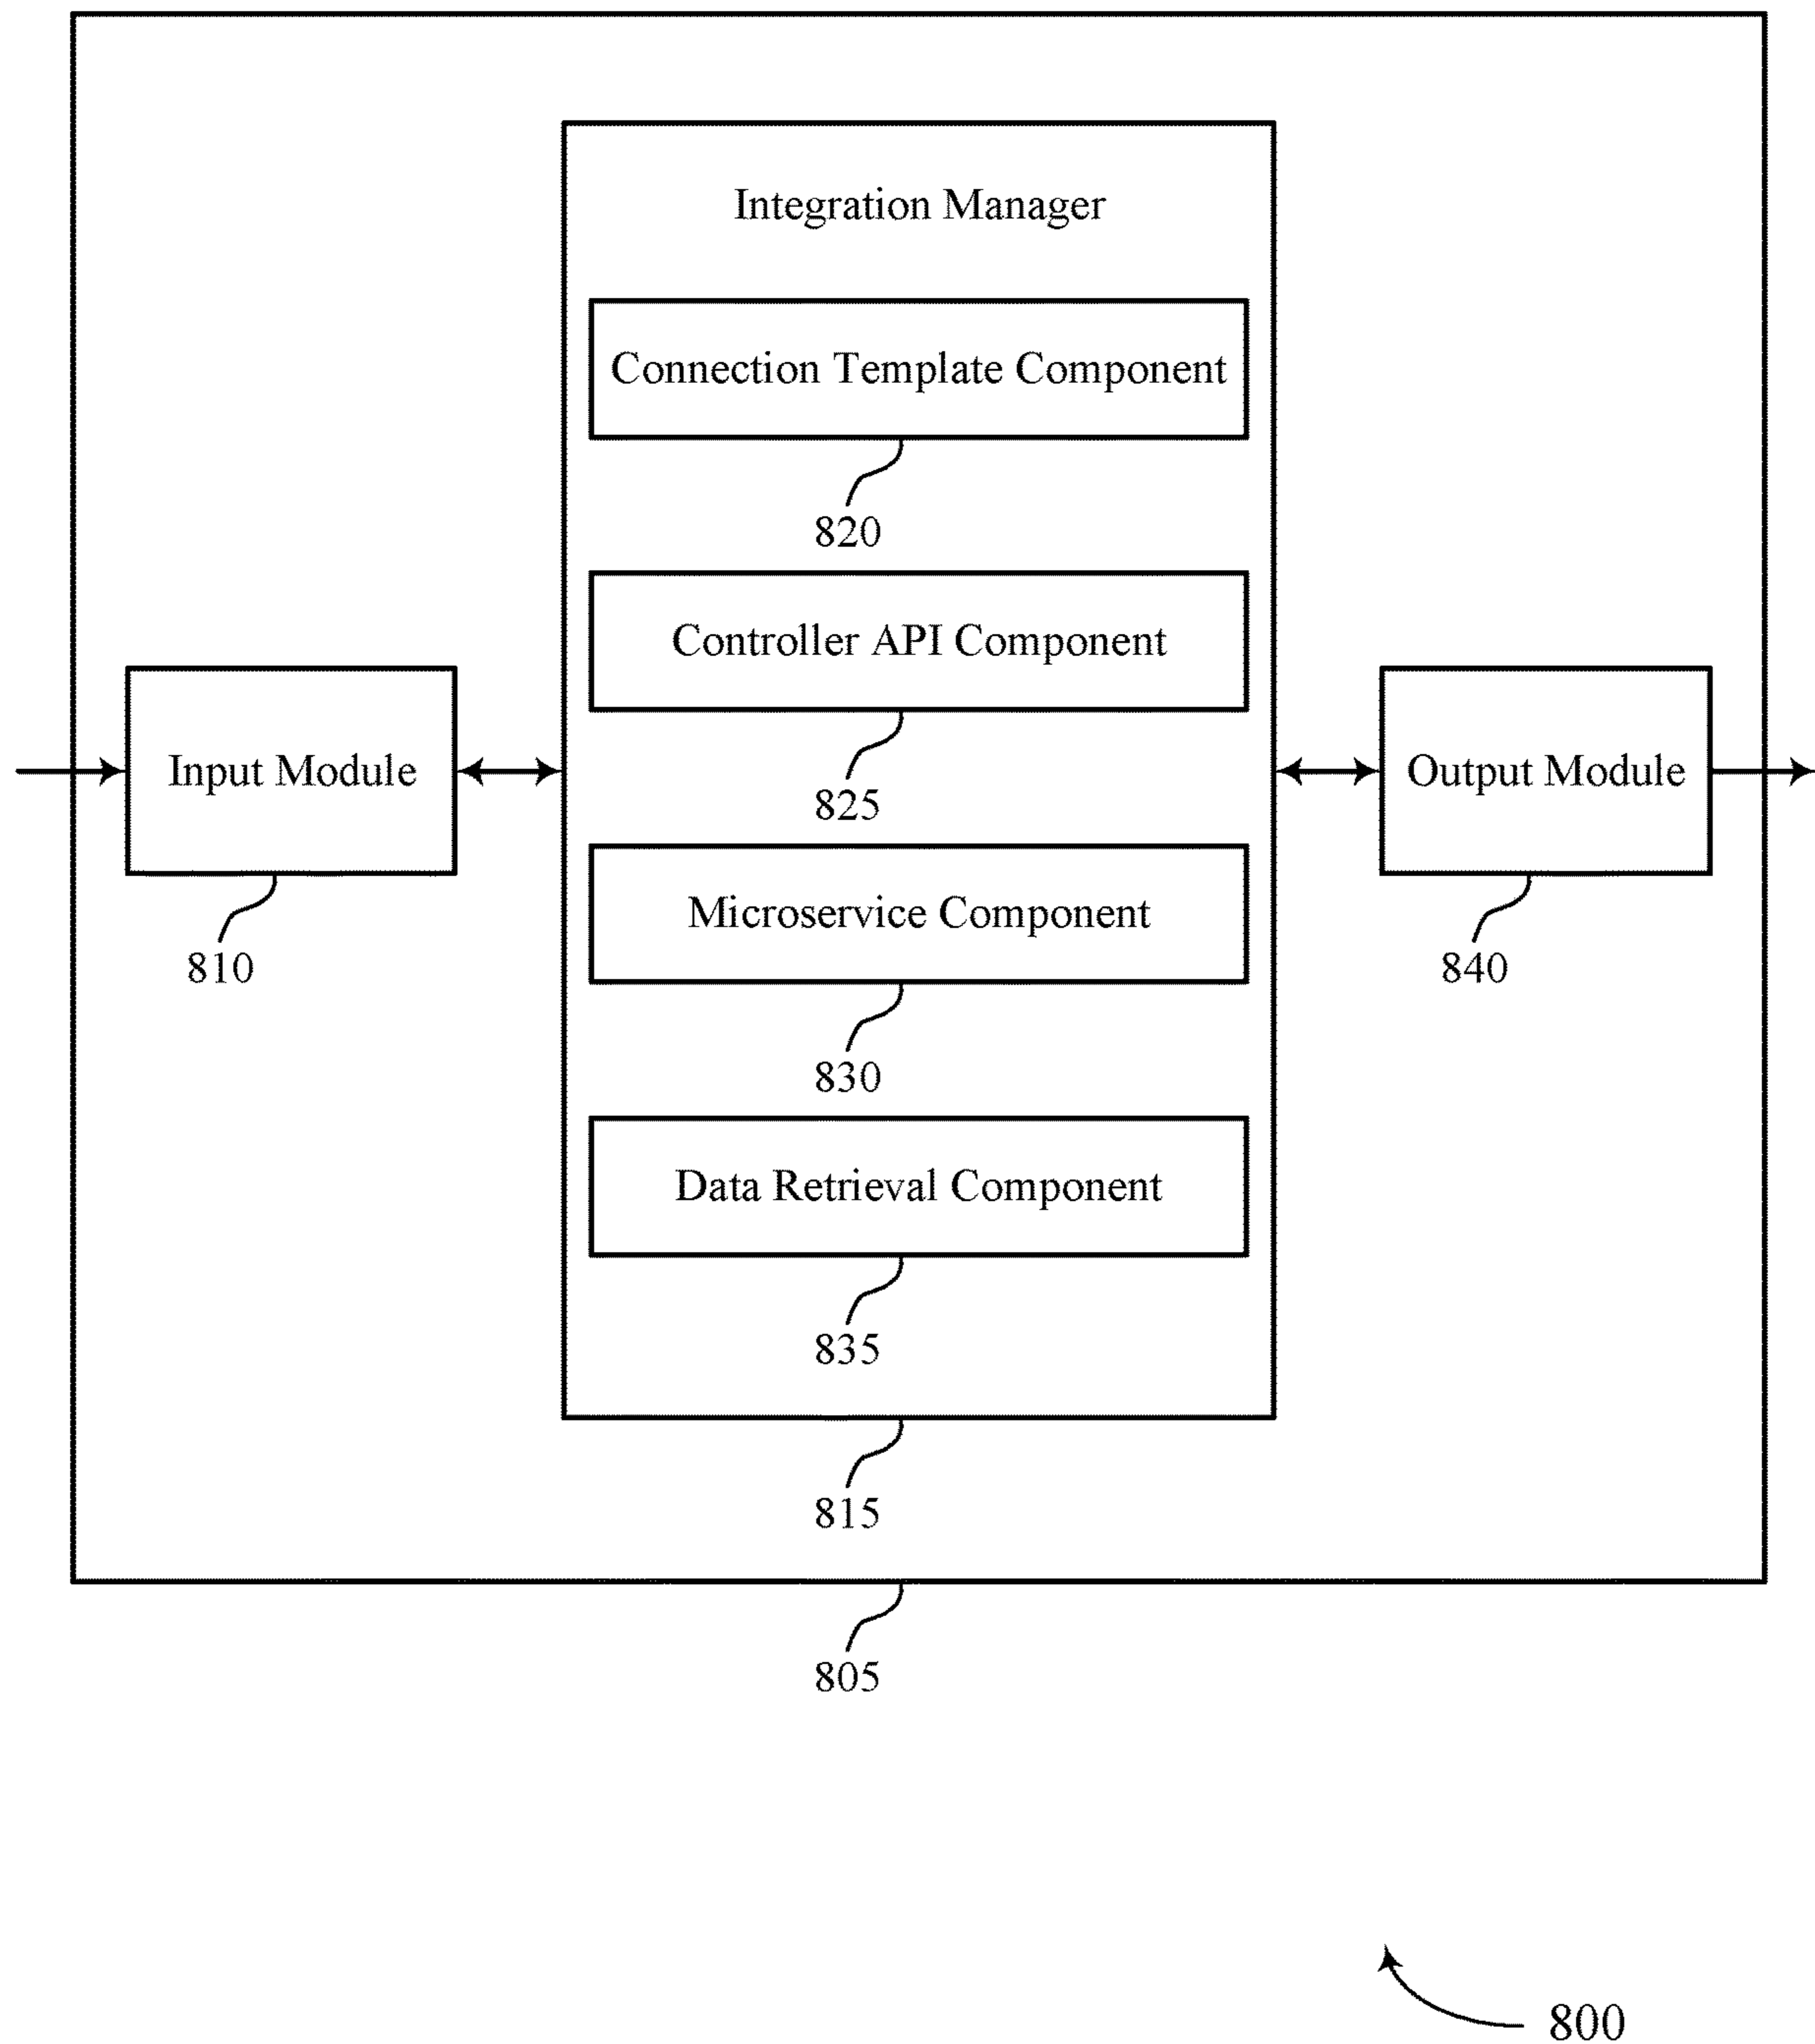 Integration Manager
Connection Template Component
820
Controller API Component
825
Input Module
810
Microservice Component
830
Output Module
840
Data Retrieval Component
835
815
805
800